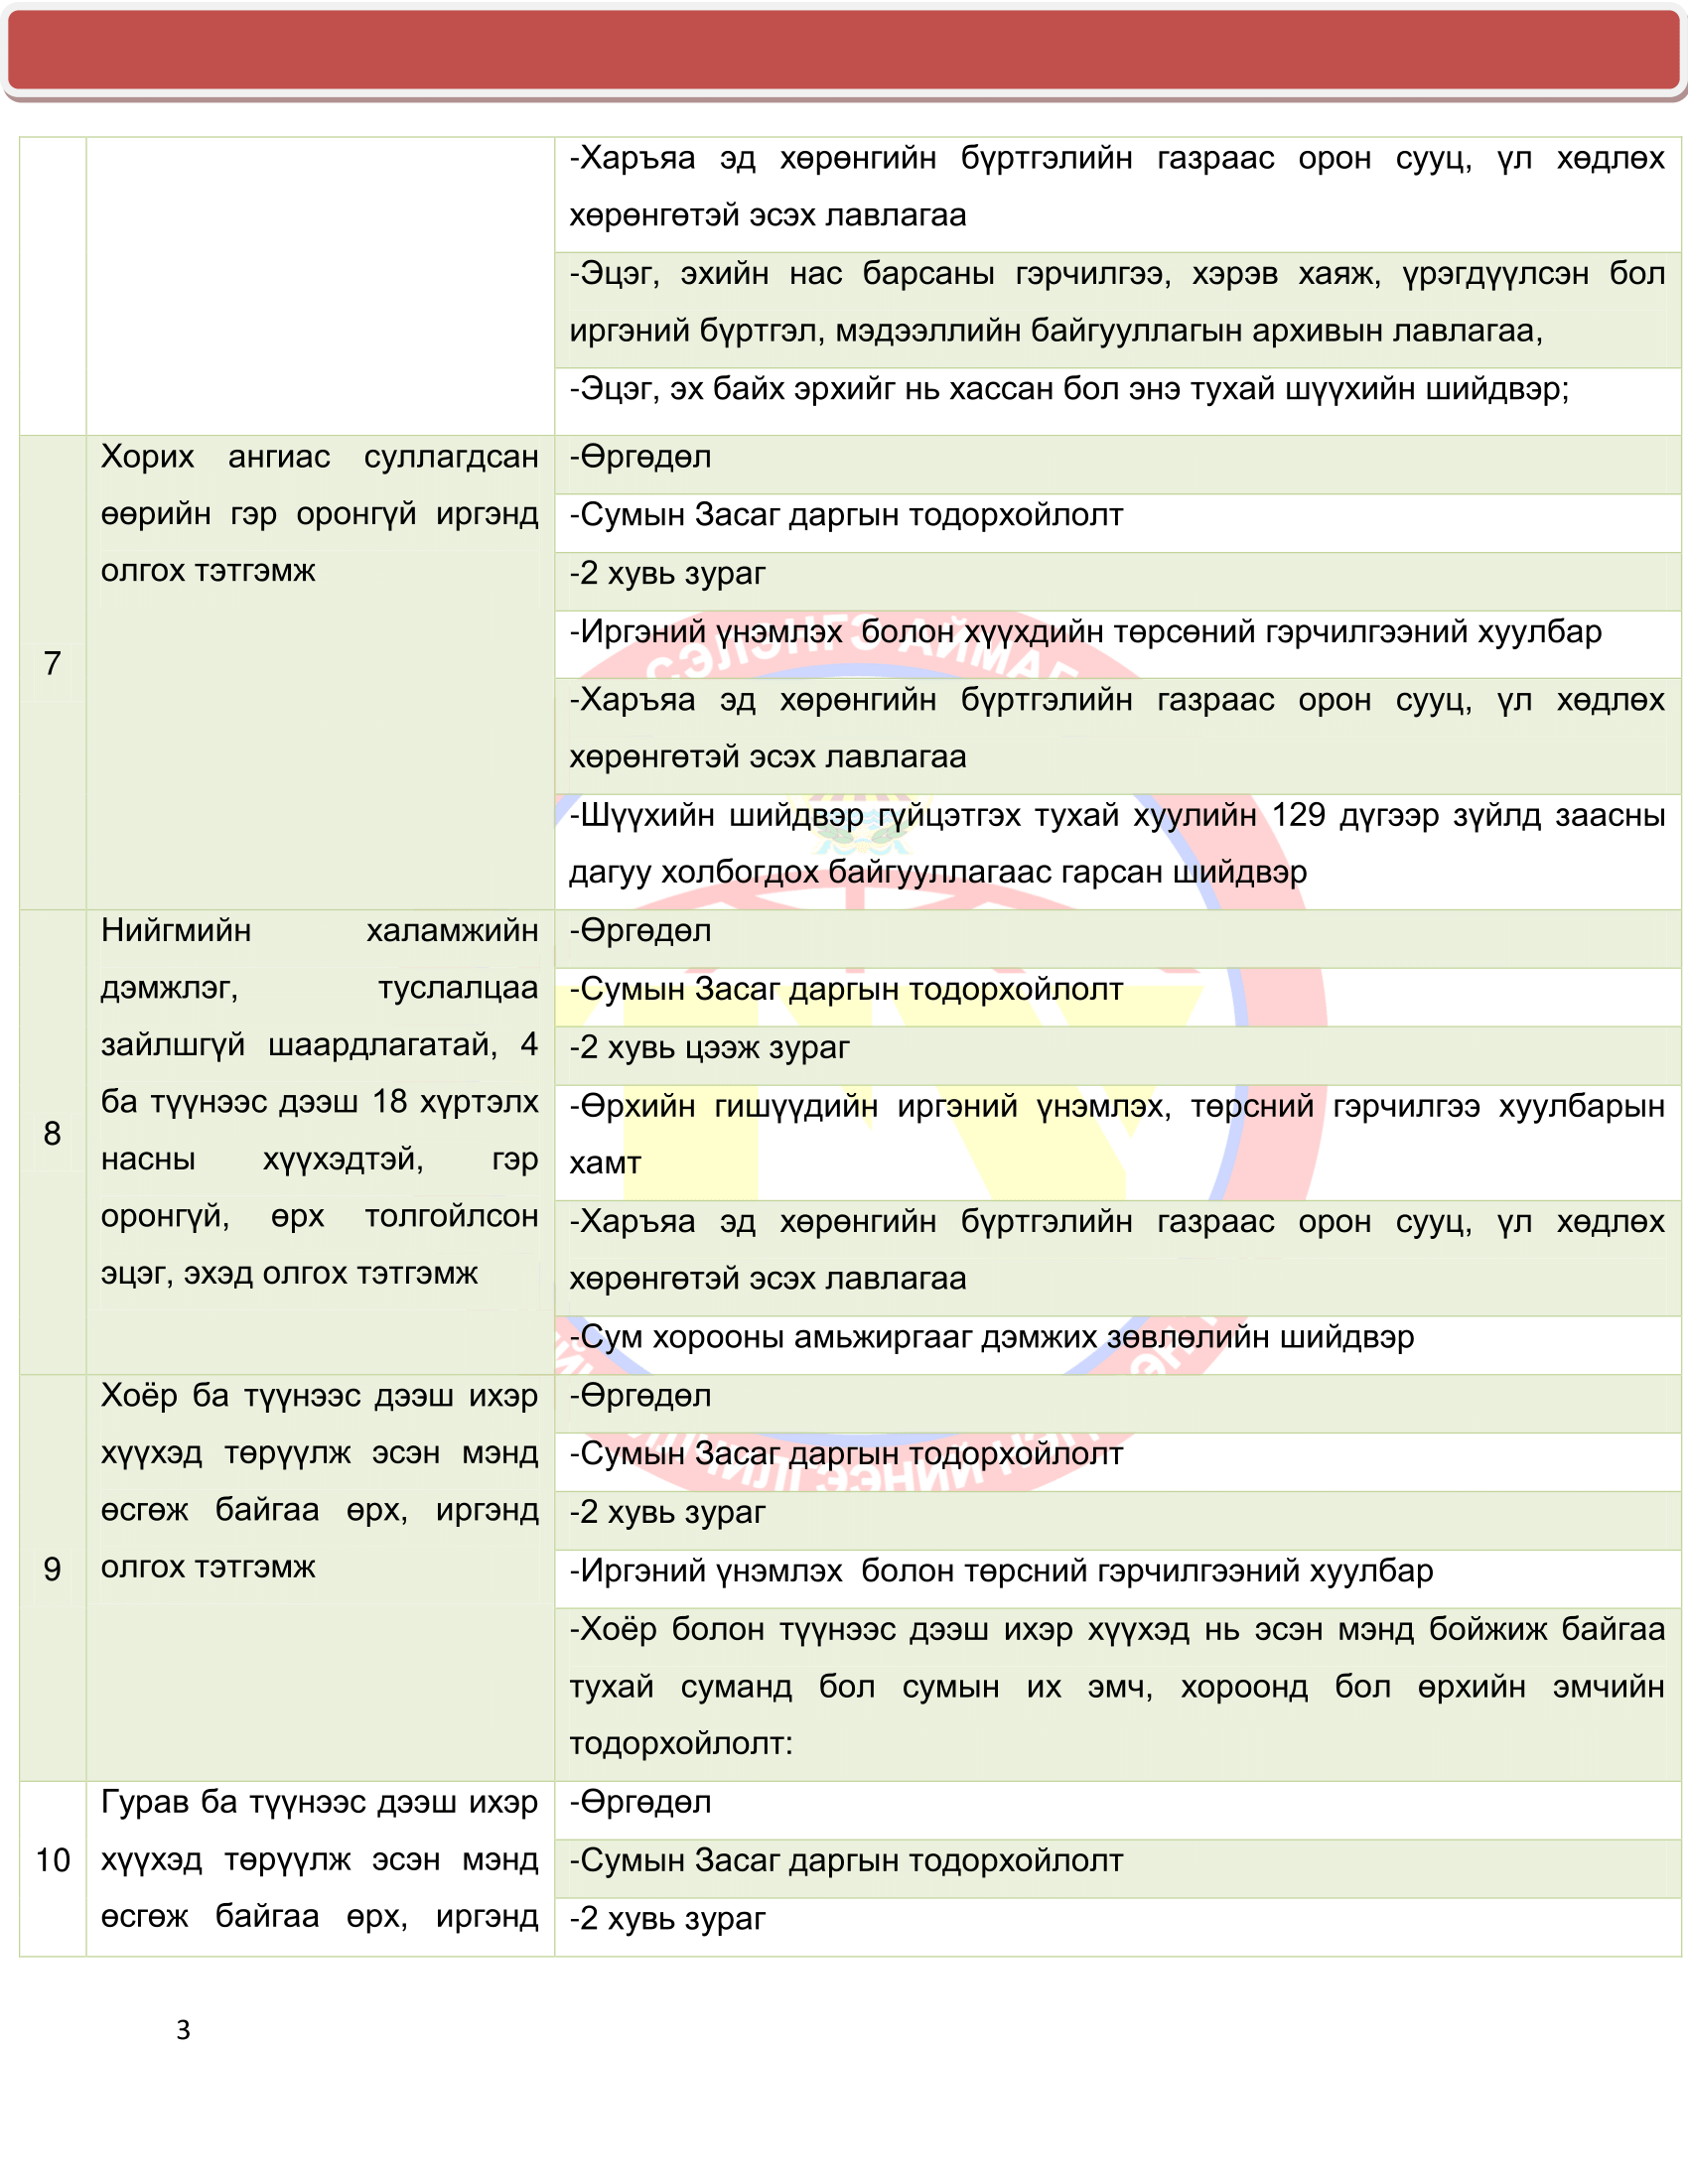 -Харъяа эд хөрөнгийн бүртгэлийн газраас орон сууц, үл хөдлөх
хөрөнгөтэй эсэх лавлагаа
-Эцэг, эхийн нас барсаны гэрчилгээ, хэрэв хаяж, үрэгдүүлсэн бол
иргэний бүртгэл, мэдээллийн байгууллагын архивын лавлагаа,
-Эцэг, эх байх эрхийг нь хассан бол энэ тухай шүүхийн шийдвэр;
7
Хорих ангиас суллагдсан
өөрийн гэр оронгүй иргэнд
олгох тэтгэмж
-Өргөдөл
-Сумын Засаг даргын тодорхойлолт
-2 хувь зураг
-Иргэний үнэмлэх болон хүүхдийн төрсөний гэрчилгээний хуулбар
-Харъяа эд хөрөнгийн бүртгэлийн газраас орон сууц, үл хөдлөх
хөрөнгөтэй эсэх лавлагаа
-Шүүхийн шийдвэр гүйцэтгэх тухай хуулийн 129 дүгээр зүйлд заасны
дагуу холбогдох байгууллагаас гарсан шийдвэр
8
Нийгмийн халамжийн
дэмжлэг, туслалцаа
зайлшгүй шаардлагатай, 4
ба түүнээс дээш 18 хүртэлх
насны хүүхэдтэй, гэр
оронгүй, өрх толгойлсон
эцэг, эхэд олгох тэтгэмж
-Өргөдөл
-Сумын Засаг даргын тодорхойлолт
-2 хувь цээж зураг
-Өрхийн гишүүдийн иргэний үнэмлэх, төрсний гэрчилгээ хуулбарын
хамт
-Харъяа эд хөрөнгийн бүртгэлийн газраас орон сууц, үл хөдлөх
хөрөнгөтэй эсэх лавлагаа
-Сум хорооны амьжиргааг дэмжих зөвлөлийн шийдвэр
9
Хоёр ба түүнээс дээш ихэр
хүүхэд төрүүлж эсэн мэнд
өсгөж байгаа өрх, иргэнд
олгох тэтгэмж
-Өргөдөл
-Сумын Засаг даргын тодорхойлолт
-2 хувь зураг
-Иргэний үнэмлэх болон төрсний гэрчилгээний хуулбар
-Хоёр болон түүнээс дээш ихэр хүүхэд нь эсэн мэнд бойжиж байгаа
тухай суманд бол сумын их эмч, хороонд бол өрхийн эмчийн
тодорхойлолт:
10
Гурав ба түүнээс дээш ихэр
хүүхэд төрүүлж эсэн мэнд
өсгөж байгаа өрх, иргэнд
-Өргөдөл
-Сумын Засаг даргын тодорхойлолт
-2 хувь зураг
СЭЛЭНГЭ АЙМАГ
3